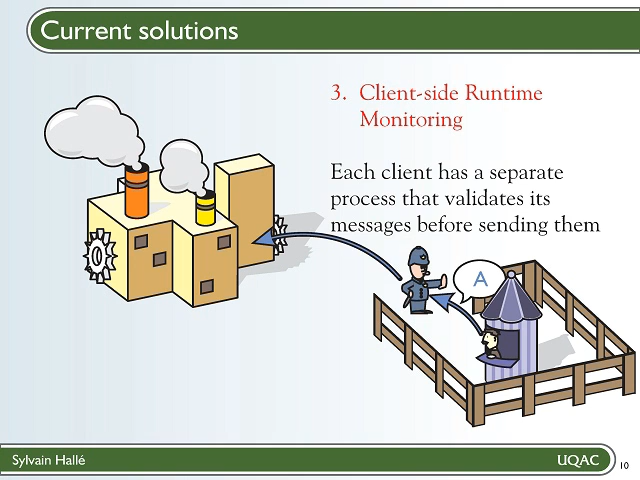 Current solutions
3. Client-side Runtime
Monitoring
Each client has a separate
process that validates its
messages before sending them
A
Sylvain Hallé
UQAC
10